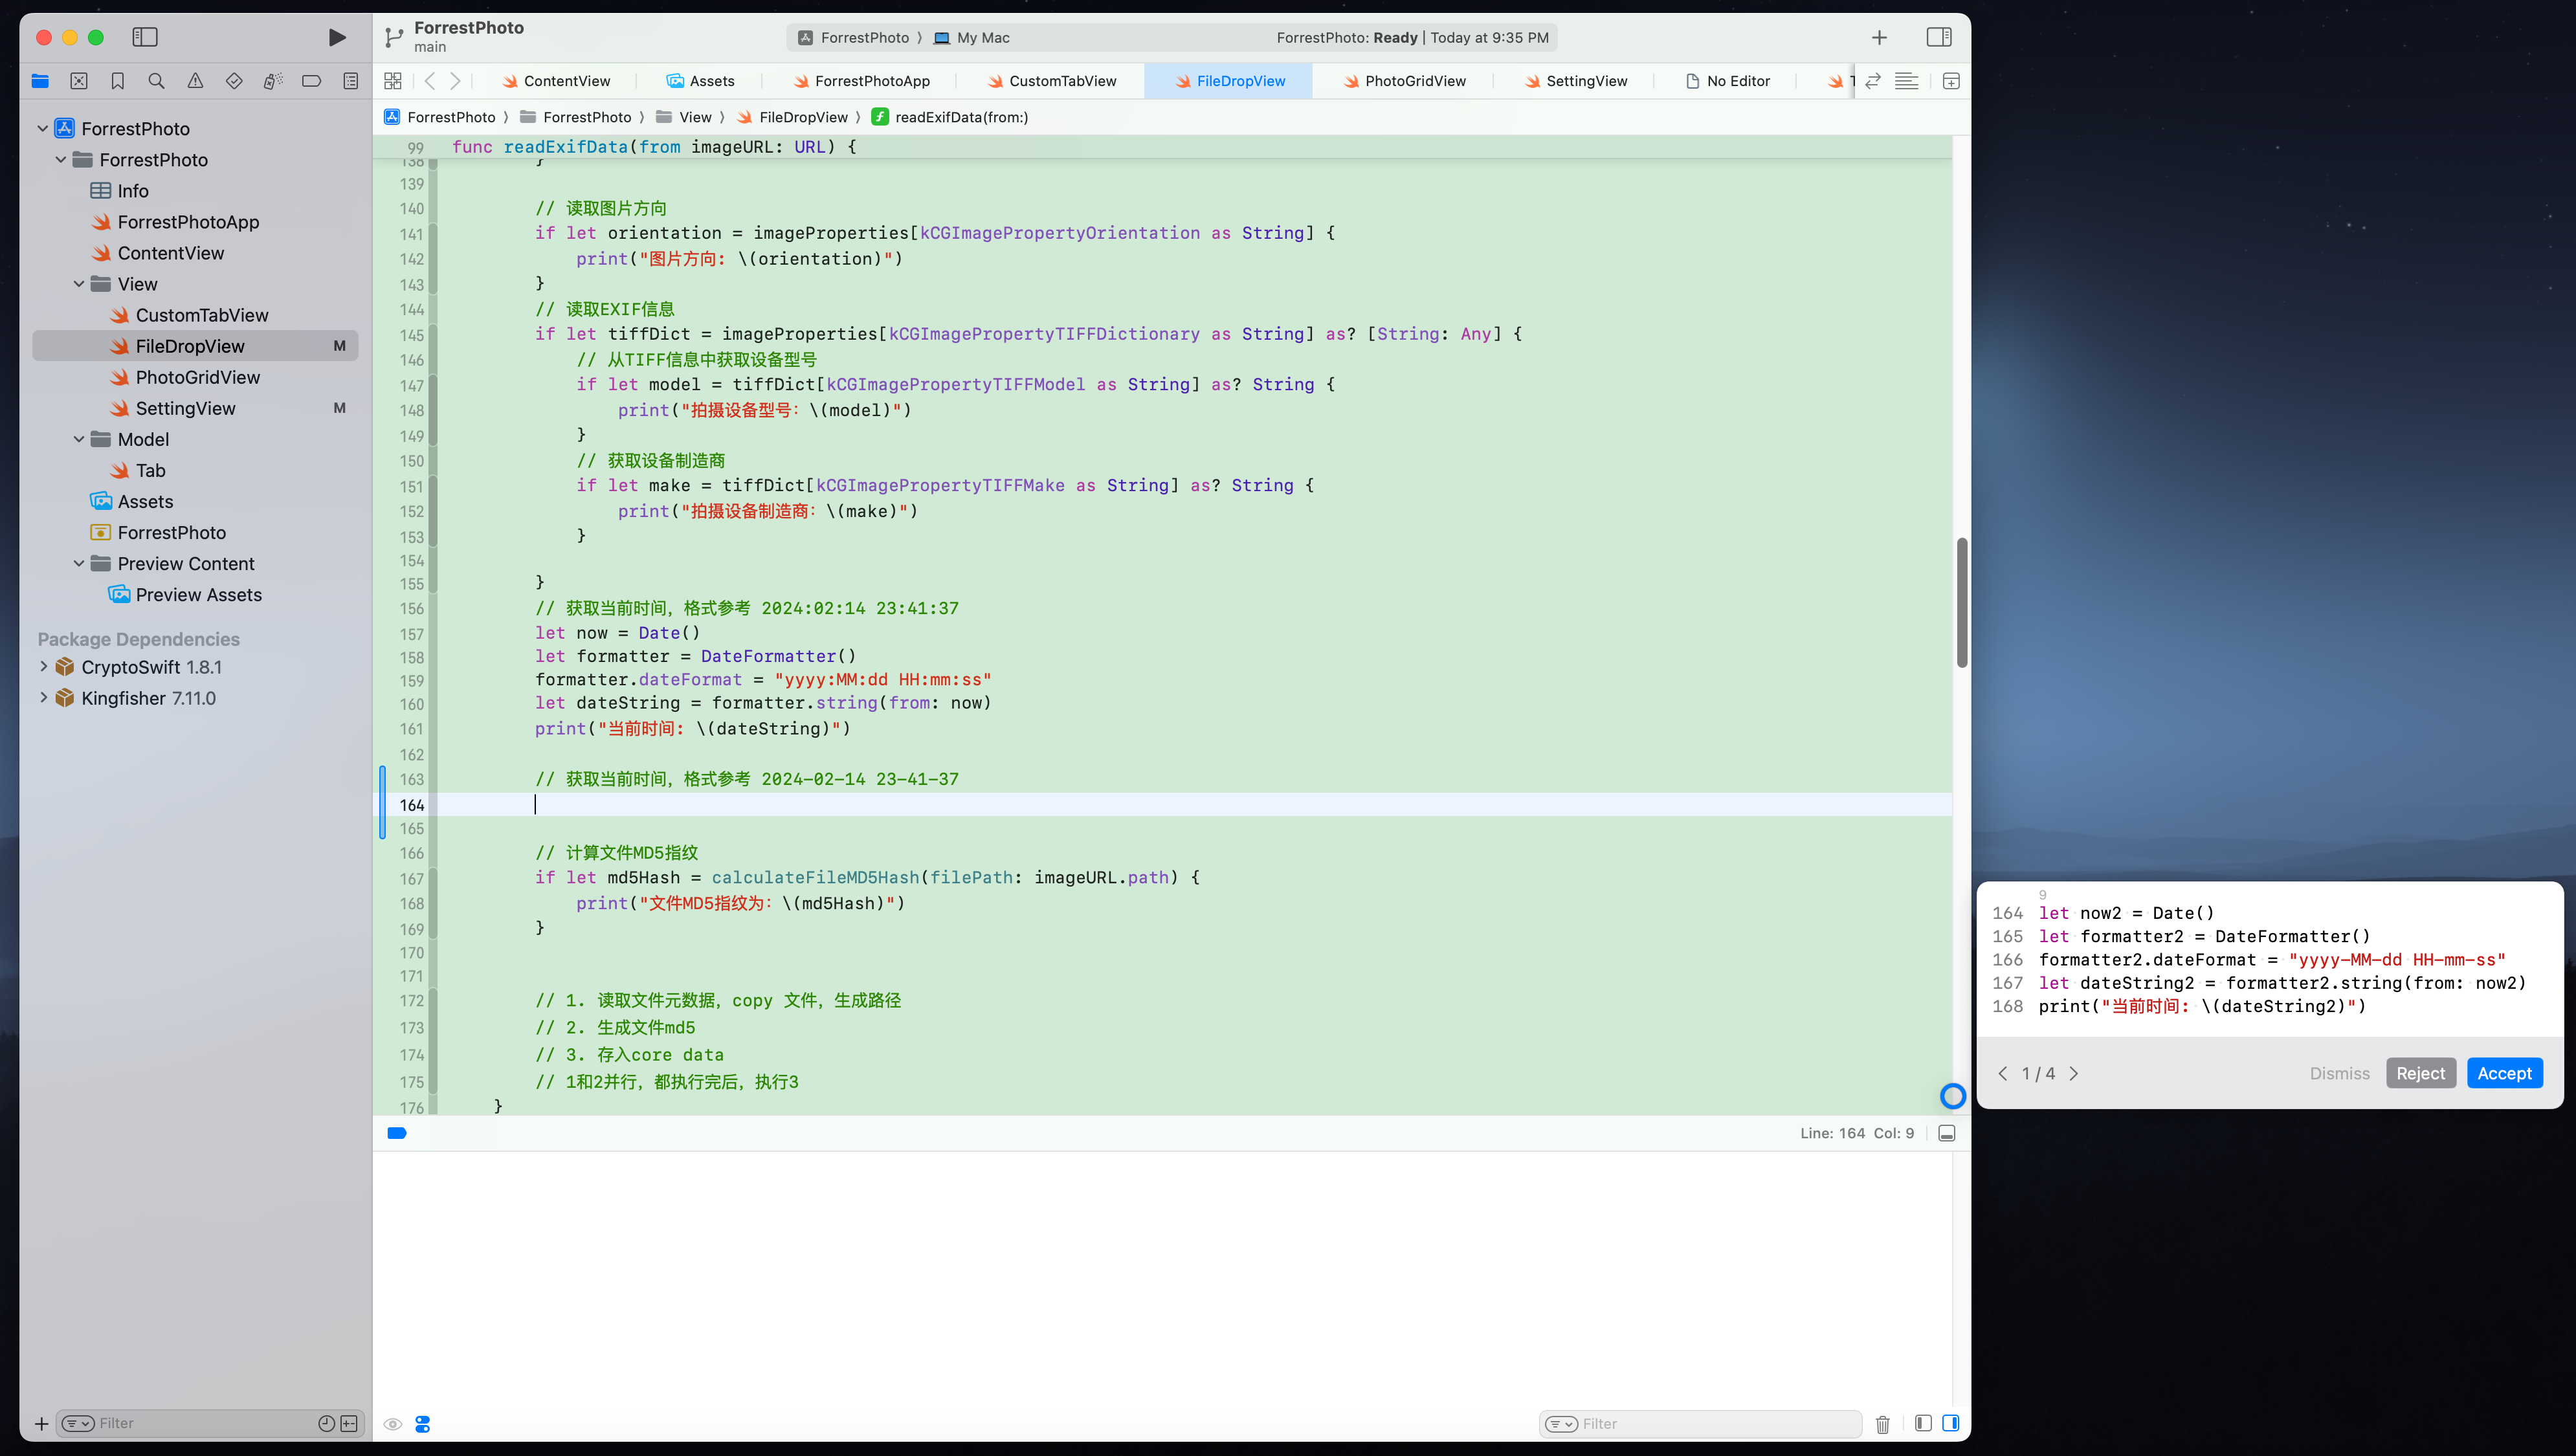 ForrestPhoto
main
ForrestPhoto 〉 My Mac
ForrestPhoto: Ready | Today at 9:35 PM
ContentView
Assets
ForrestPhotoApp
CustomTabView
FileDropView
PhotoGridView
SettingView
No Editor
ForrestPhoto 〉 ForrestPhoto 〉 View 〉 FileDropView 〉 readExifData(from:)
ForrestPhoto
ForrestPhoto
Info
ForrestPhotoApp
ContentView
View
CustomTabView
FileDropView M
PhotoGridView
SettingView M
Model
Tab
Assets
ForrestPhoto
Preview Content
Preview Assets
Package Dependencies
CryptoSwift 1.8.1
Kingfisher 7.11.0
Filter
99 func readExifData(from imageURL: URL) {
138 }
139
140 // 读取图片方向
141 if let orientation = imageProperties[kCGImagePropertyOrientation as String] {
142 print("图片方向: \(orientation)")
143 }
144 // 读取EXIF信息
145 if let tiffDict = imageProperties[kCGImagePropertyTIFFDictionary as String] as? [String: Any] {
146 // 从TIFF信息中获取设备型号
147 if let model = tiffDict[kCGImagePropertyTIFFModel as String] as? String {
148 print("拍摄设备型号: \(model)")
149 }
150 // 获取设备制造商
151 if let make = tiffDict[kCGImagePropertyTIFFMake as String] as? String {
152 print("拍摄设备制造商: \(make)")
153 }
154
155 }
156 // 获取当前时间，格式参考 2024:02:14 23:41:37
157 let now = Date()
158 let formatter = DateFormatter()
159 formatter.dateFormat = "yyyy:MM:dd HH:mm:ss"
160 let dateString = formatter.string(from: now)
161 print("当前时间: \(dateString)")
162
163 // 获取当前时间，格式参考 2024-02-14 23-41-37
164
165
166 // 计算文件MD5指纹
167 if let md5Hash = calculateFileMD5Hash(filePath: imageURL.path) {
168 print("文件MD5指纹为: \(md5Hash)")
169 }
170
171
172 // 1. 读取文件元数据，copy 文件，生成路径
173 // 2. 生成文件md5
174 // 3. 存入core data
175 // 1和2并行，都执行完后，执行3
176 }
Line: 164 Col: 9
Filter
9
164 let now2 = Date()
165 let formatter2 = DateFormatter()
166 formatter2.dateFormat = "yyyy-MM-dd HH-mm-ss"
167 let dateString2 = formatter2.string(from: now2)
168 print("当前时间: \(dateString2)")
1 / 4
Dismiss
Reject
Accept